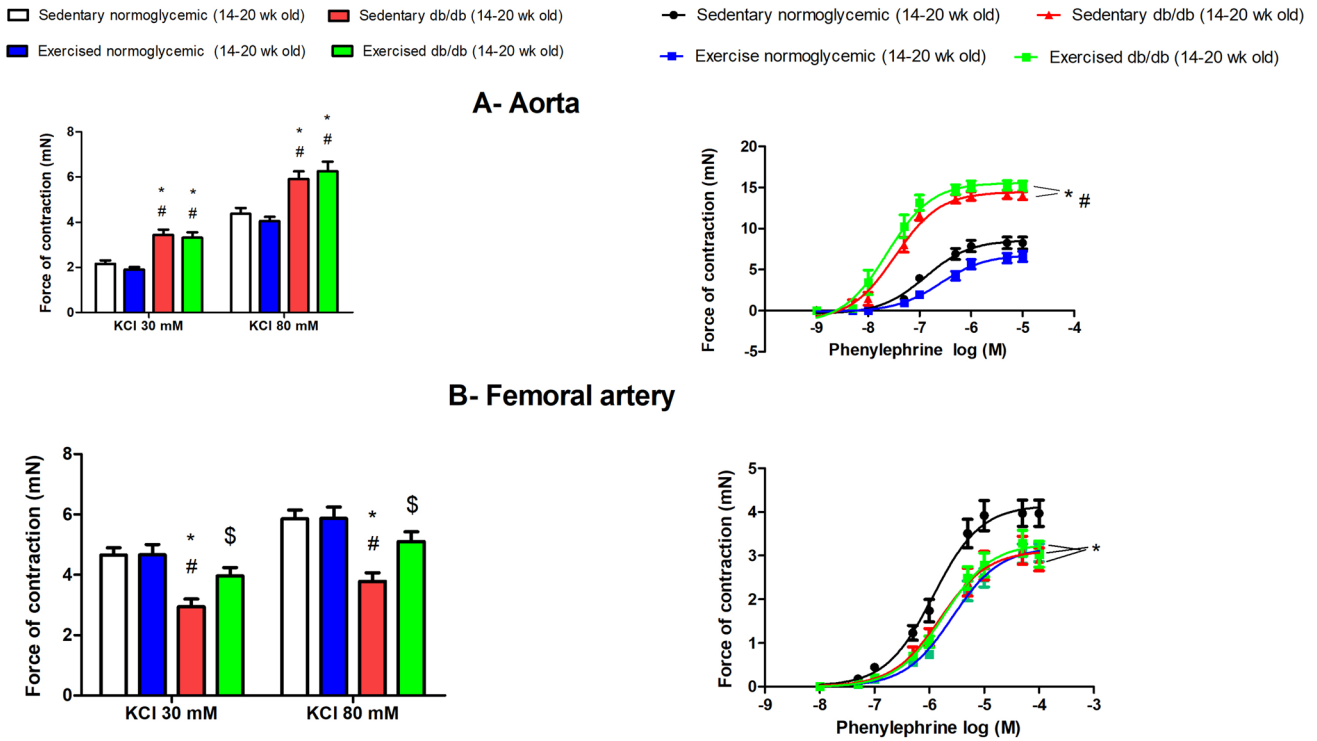 Sedentary normoglycemic (14-20 wk old)
Sedentary db/db (14-20 wk old)
Exercised normoglycemic (14-20 wk old)
Exercised db/db (14-20 wk old)
Sedentary normoglycemic (14-20 wk old)
Sedentary db/db (14-20 wk old)
Exercise normoglycemic (14-20 wk old)
Exercised db/db (14-20 wk old)
A- Aorta
Force of contraction (mN)
8
6
4
2
0
*
#
*
#
*
#
*
#
KCl 30 mM
KCl 80 mM
Force of contraction (mN)
20
15
10
5
0
-5
-9
-8
-7
-6
-5
-4
* #
Phenylephrine log (M)
B- Femoral artery
Force of contraction (mN)
8
6
4
2
0
*
#
$
*
#
$
KCl 30 mM
KCl 80 mM
Force of contraction (mN)
5
4
3
2
1
0
-9
-8
-7
-6
-5
-4
-3
*
Phenylephrine log (M)